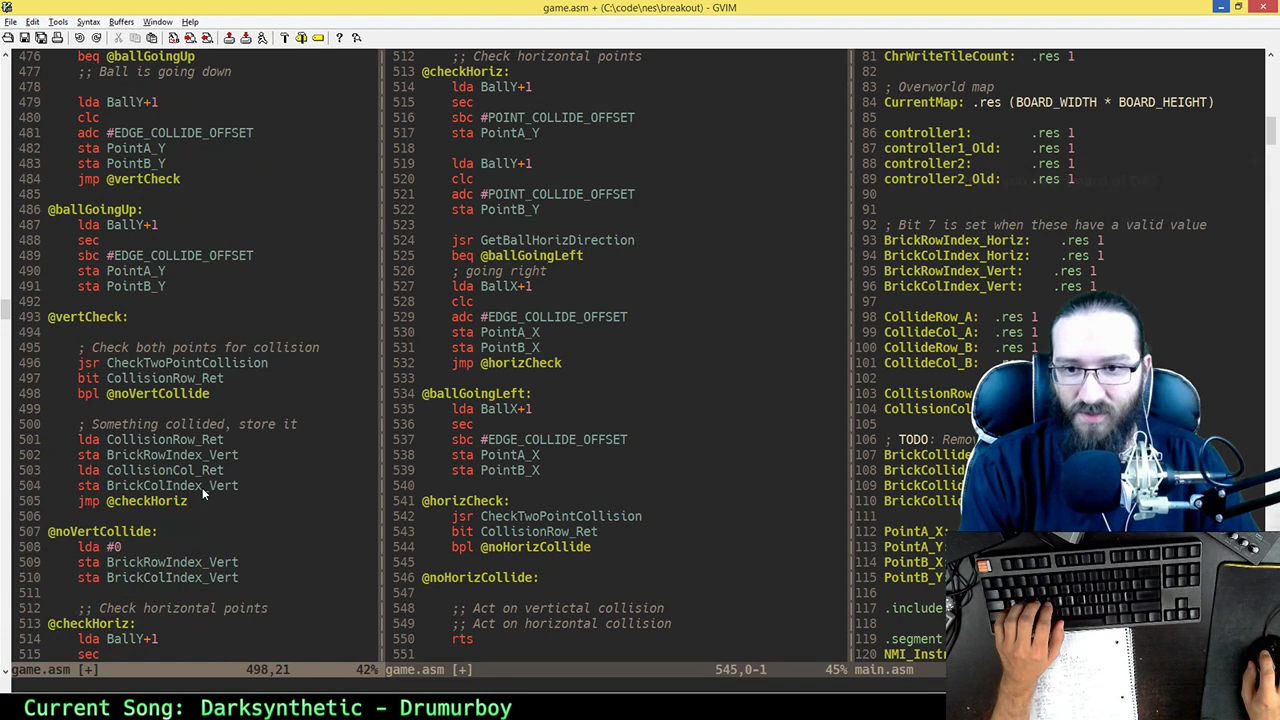 game.asm + (C:\code\nes\breakout) - GVIM
File Edit Tools Syntax Buffers Window Help
476 beq @ballGoingUp
477 ;; Ball is going down
478
479 lda BallY+1
480 clc
481 adc #EDGE_COLLIDE_OFFSET
482 sta PointA_Y
483 sta PointB_Y
484 jmp @vertCheck
485
486 @ballGoingUp:
487 lda BallY+1
488 sec
489 sbc #EDGE_COLLIDE_OFFSET
490 sta PointA_Y
491 sta PointB_Y
492
493 @vertCheck:
494
495 ; Check both points for collision
496 jsr CheckTwoPointCollision
497 bit CollisionRow_Ret
498 bpl @noVertCollide
499
500 ; Something collided, store it
501 lda CollisionRow_Ret
502 sta BrickRowIndex_Vert
503 lda CollisionCol_Ret
504 sta BrickColIndex_Vert
505 jmp @checkHoriz
506
507 @noVertCollide:
508 lda #0
509 sta BrickRowIndex_Vert
510 sta BrickColIndex_Vert
511
512 ;; Check horizontal points
513 @checkHoriz:
514 lda BallY+1
515 sec
game.asm [+] 498,21 42%
512 ;; Check horizontal points
513 @checkHoriz:
514 lda BallY+1
515 sec
516 sbc #POINT_COLLIDE_OFFSET
517 sta PointA_Y
518
519 lda BallY+1
520 clc
521 adc #POINT_COLLIDE_OFFSET
522 sta PointB_Y
523
524 jsr GetBallHorizDirection
525 beq @ballGoingLeft
526 ; going right
527 lda BallX+1
528 clc
529 adc #EDGE_COLLIDE_OFFSET
530 sta PointA_X
531 sta PointB_X
532 jmp @horizCheck
533
534 @ballGoingLeft:
535 lda BallX+1
536 sec
537 sbc #EDGE_COLLIDE_OFFSET
538 sta PointA_X
539 sta PointB_X
540
541 @horizCheck:
542 jsr CheckTwoPointCollision
543 bit CollisionRow_Ret
544 bpl @noHorizCollide
545
546 @noHorizCollide:
547
548 ;; Act on vertictal collision
549 ;; Act on horizontal collision
550 rts
551
game.asm [+] 545,0-1 45%
81 ChrWriteTileCount: .res 1
82
83 ; Overworld map
84 CurrentMap: .res (BOARD_WIDTH * BOARD_HEIGHT)
85
86 controller1: .res 1
87 controller1_Old: .res 1
88 controller2: .res 1
89 controller2_Old: .res 1
90
91
92 ; Bit 7 is set when these have a valid value
93 BrickRowIndex_Horiz: .res 1
94 BrickColIndex_Horiz: .res 1
95 BrickRowIndex_Vert: .res 1
96 BrickColIndex_Vert: .res 1
97
98 CollideRow_A: .res 1
99 CollideCol_A: .res 1
100 CollideRow_B: .res 1
101 CollideCol_B: .res 1
102
103 CollisionRow
104 CollisionCol
105
106 ; TODO: Remo
107 BrickCollide
108 BrickCollid
109 BrickCollid
110 BrickCollid
111
112 PointA_X:
113 PointA_Y:
114 PointB_X:
115 PointB_Y
116
117 .include
118
119 .segment
120 NMI_Instr
main.asm
Current Song: Darksynthetic - Drumurboy